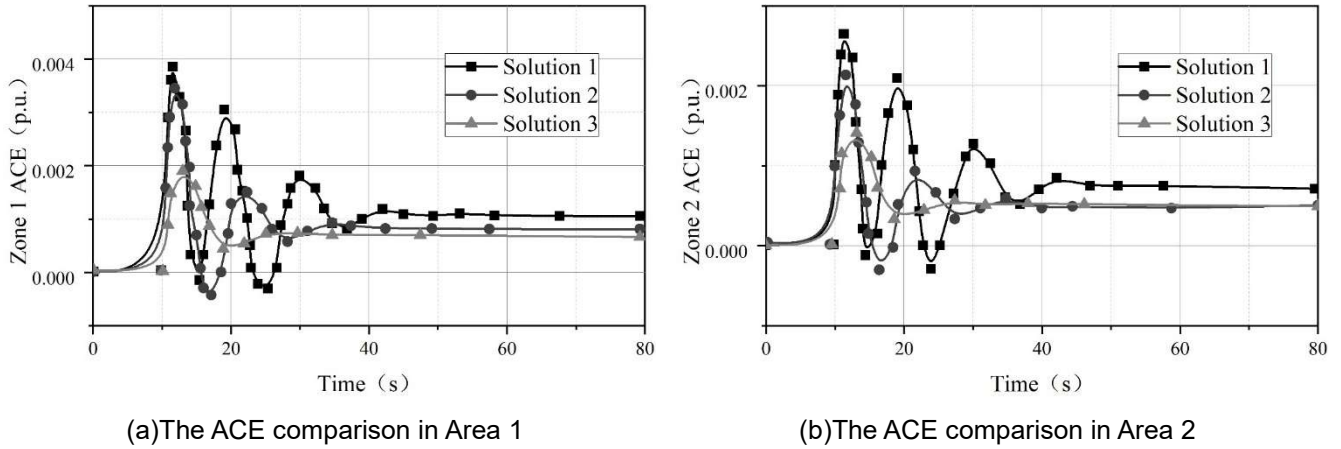 0.004
0.002
0.000
Zone 1 ACE（p.u.）
Solution 1
Solution 2
Solution 3
0
20
40
60
80
Time（s）
(a)The ACE comparison in Area 1
0.002
0.000
Zone 2 ACE（p.u.）
Solution 1
Solution 2
Solution 3
0
20
40
60
80
Time（s）
(b)The ACE comparison in Area 2